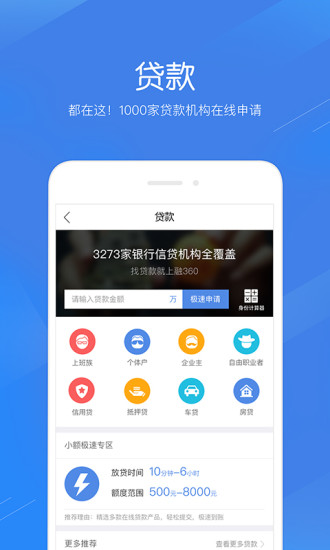 贷款
都在这！1000家贷款机构在线申请
贷款
3273家银行信贷机构全覆盖
找贷款就上融360
请输入贷款金额 万 极速申请 身份计算器
上班族 个体户 企业主 自由职业者
信用贷 抵押贷 车贷 房贷
小额极速专区
放贷时间 10分钟-6小时
额度范围 500元-8000元
推荐理由：精选多款在线贷款产品，轻松提交，极速到账
更多推荐 查看更多贷款 >